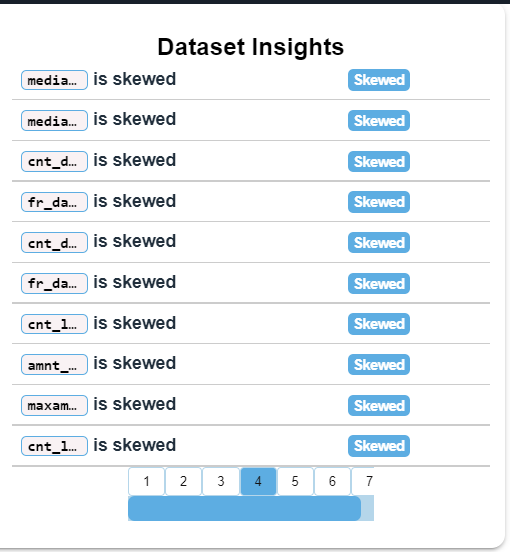 Dataset Insights
media… is skewed Skewed
media… is skewed Skewed
cnt_d… is skewed Skewed
fr_da… is skewed Skewed
cnt_d… is skewed Skewed
fr_da… is skewed Skewed
cnt_l… is skewed Skewed
amnt_… is skewed Skewed
maxam… is skewed Skewed
cnt_l… is skewed Skewed
1 2 3 4 5 6 7